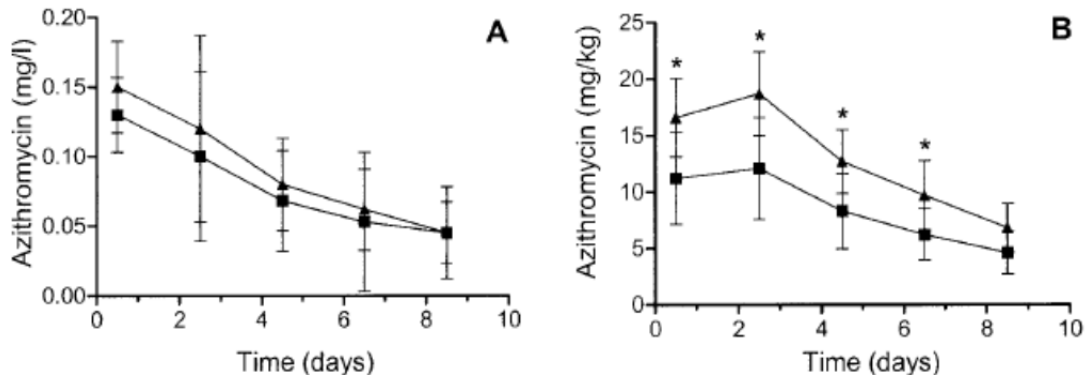 A
Azithromycin (mg/l)
0.20
0.15
0.10
0.05
0.00
0 2 4 6 8 10
Time (days)
B
Azithromycin (mg/kg)
25
20
15
10
5
0
* * * *
0 2 4 6 8 10
Time (days)